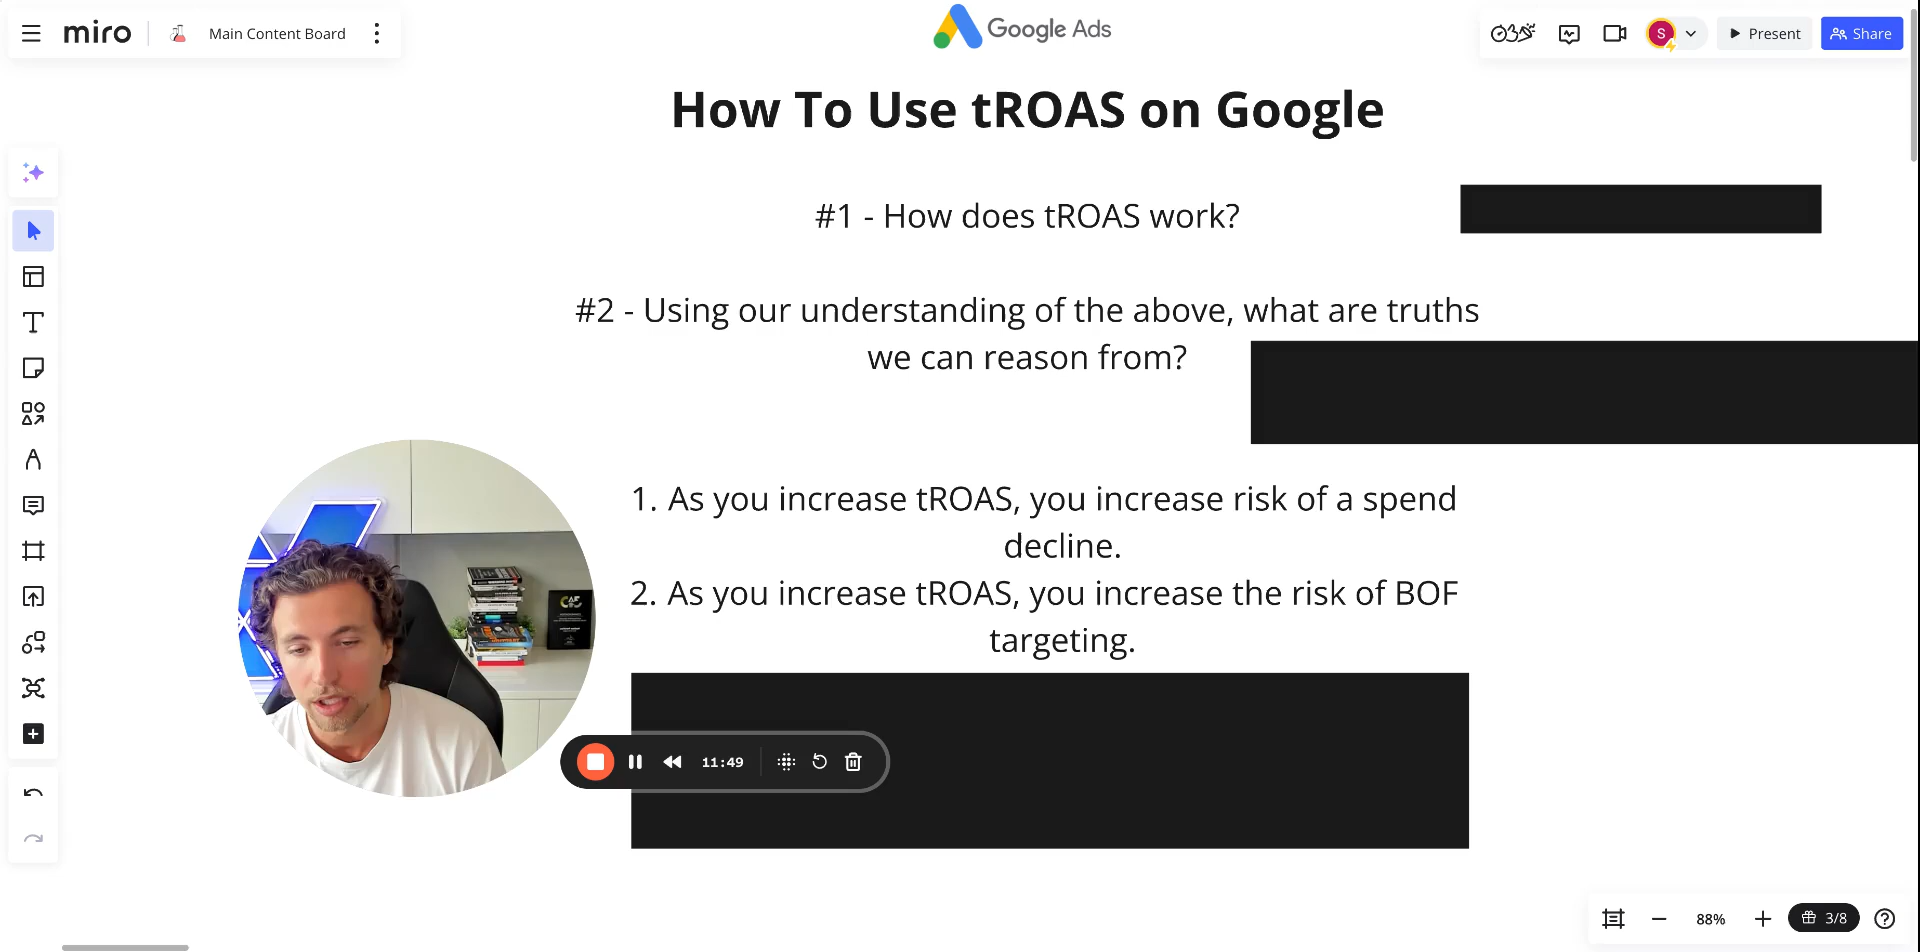 miro
Main Content Board
Google Ads
S
Present
Share
How To Use tROAS on Google
#1 - How does tROAS work?
#2 - Using our understanding of the above, what are truths
we can reason from?
1. As you increase tROAS, you increase risk of a spend
decline.
2. As you increase tROAS, you increase the risk of BOF
targeting.
11:49
88%
3/8